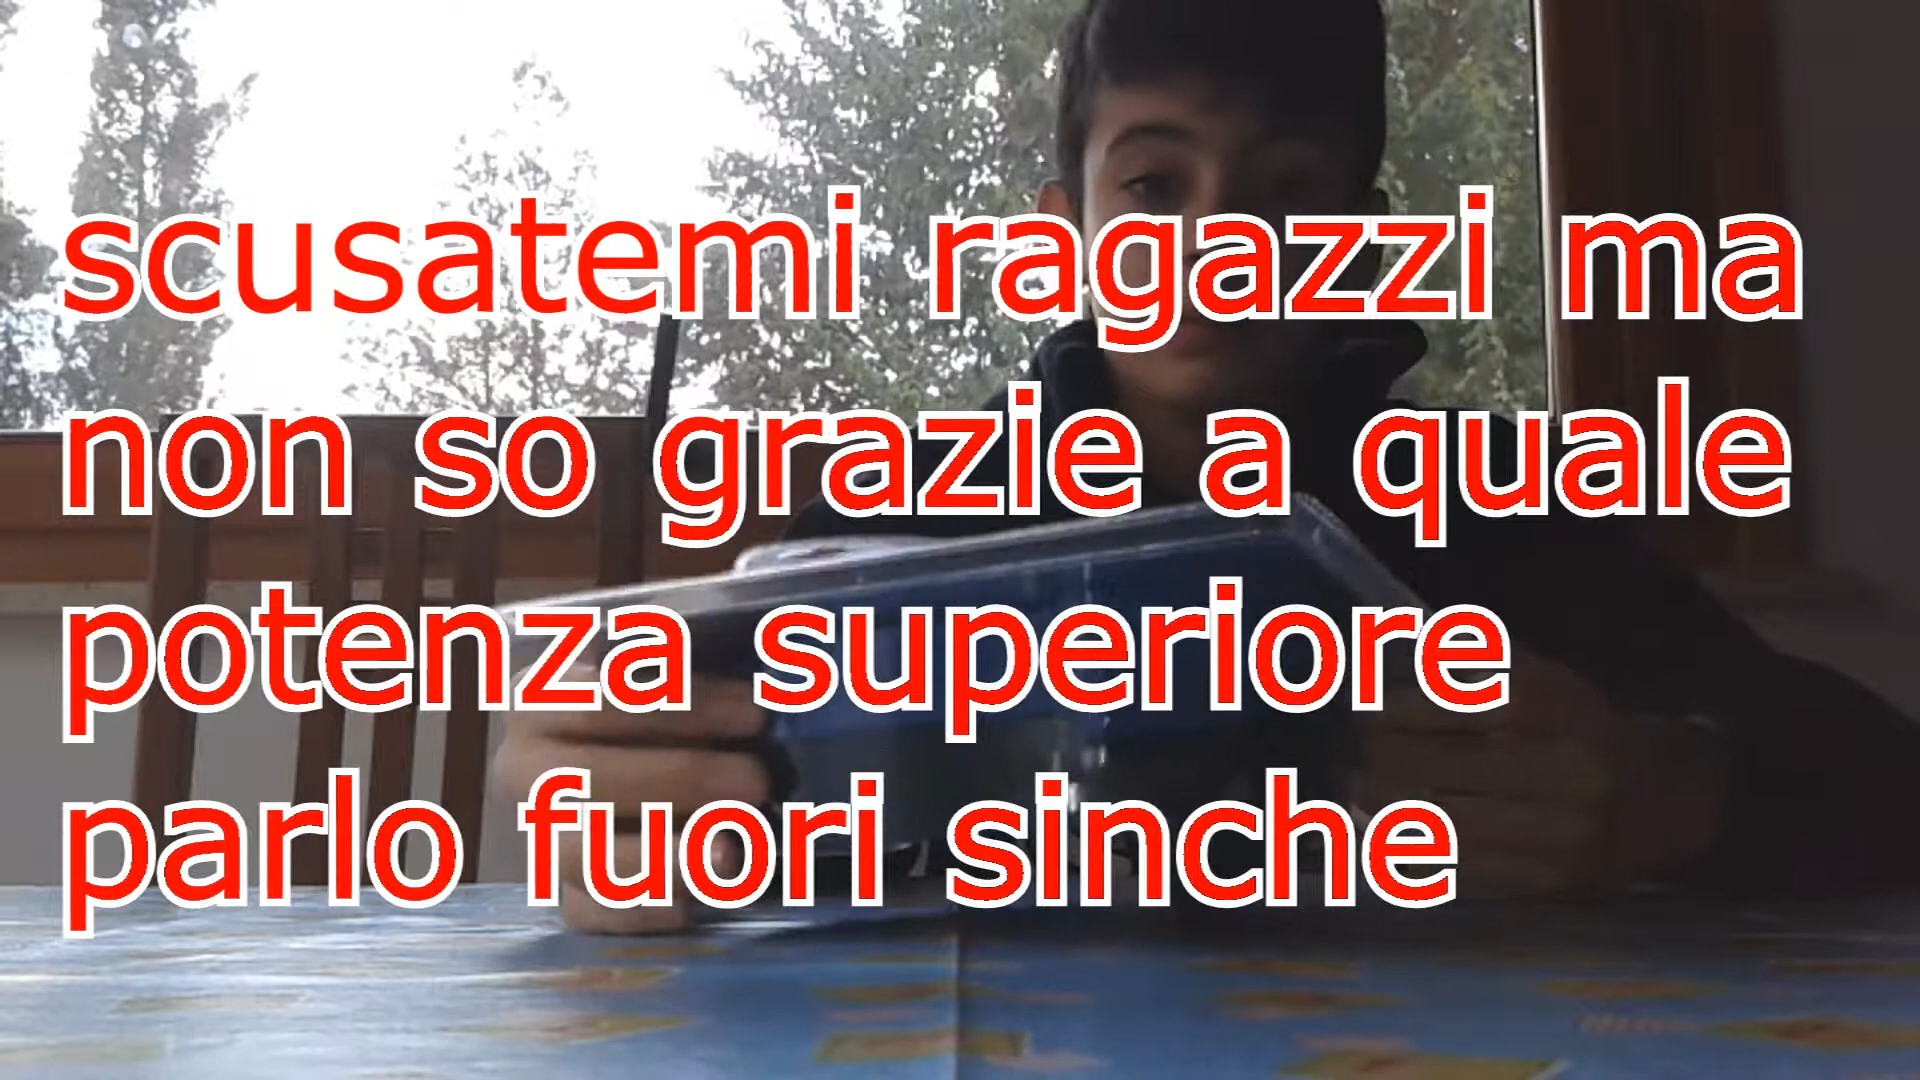 scusatemi ragazzi ma
non so grazie a quale
potenza superiore
parlo fuori sinche